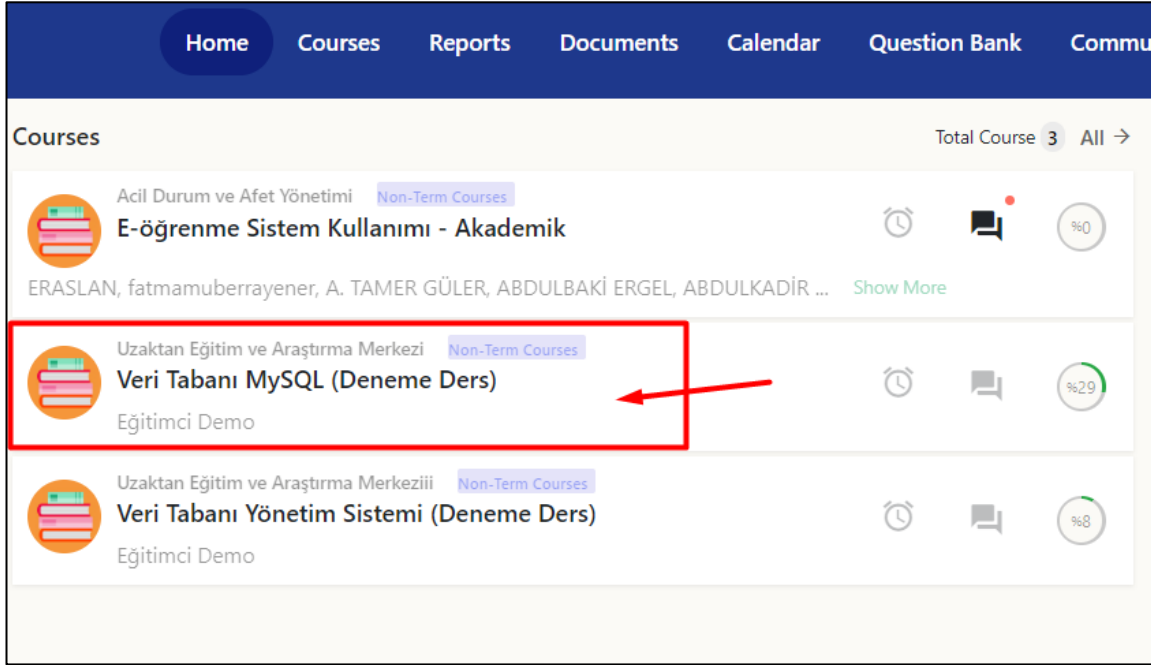 Home Courses Reports Documents Calendar Question Bank Commu
Courses Total Course 3 All →
Acil Durum ve Afet Yönetimi Non-Term Courses
E-öğrenme Sistem Kullanımı - Akademik
%0
ERASLAN, fatmamuberrayener, A. TAMER GÜLER, ABDULBAKİ ERGEL, ABDULKADİR ... Show More
Uzaktan Eğitim ve Araştırma Merkezi Non-Term Courses
Veri Tabanı MySQL (Deneme Ders)
%29
Eğitimci Demo
Uzaktan Eğitim ve Araştırma Merkeziii Non-Term Courses
Veri Tabanı Yönetim Sistemi (Deneme Ders)
%8
Eğitimci Demo